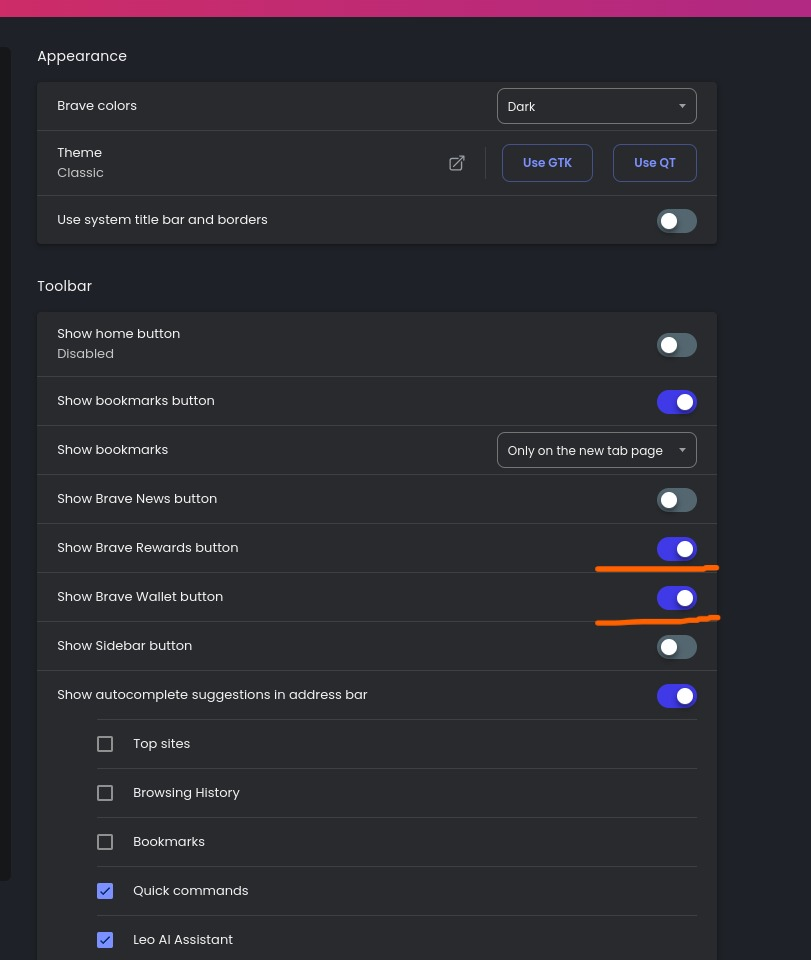 Appearance
Brave colors
Dark
Theme
Classic
Use GTK
Use QT
Use system title bar and borders
Toolbar
Show home button
Disabled
Show bookmarks button
Show bookmarks
Only on the new tab page
Show Brave News button
Show Brave Rewards button
Show Brave Wallet button
Show Sidebar button
Show autocomplete suggestions in address bar
Top sites
Browsing History
Bookmarks
Quick commands
Leo AI Assistant